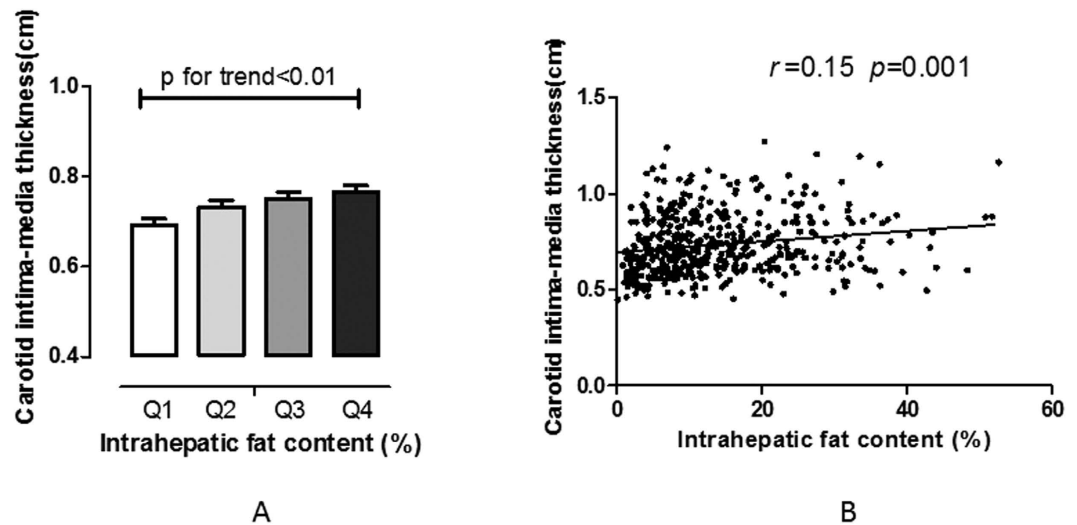 Carotid intima-media thickness(cm)
1.0
0.8
0.6
0.4
p for trend<0.01
Q1 Q2 Q3 Q4
Intrahepatic fat content (%)
A
Carotid intima-media thickness(cm)
r=0.15 p=0.001
1.5
1.0
0.5
0.0
0 20 40 60
Intrahepatic fat content (%)
B